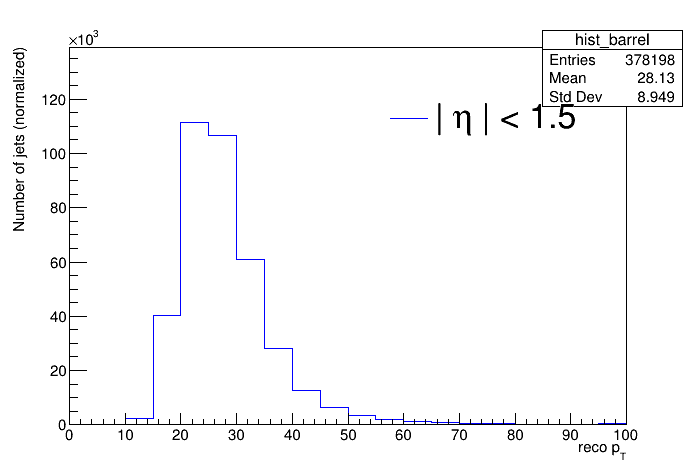 ×10³
hist_barrel
Entries 378198
Mean 28.13
Std Dev 8.949
| η | < 1.5
Number of jets (normalized)
120
100
80
60
40
20
0
0 10 20 30 40 50 60 70 80 90 100
reco p_T